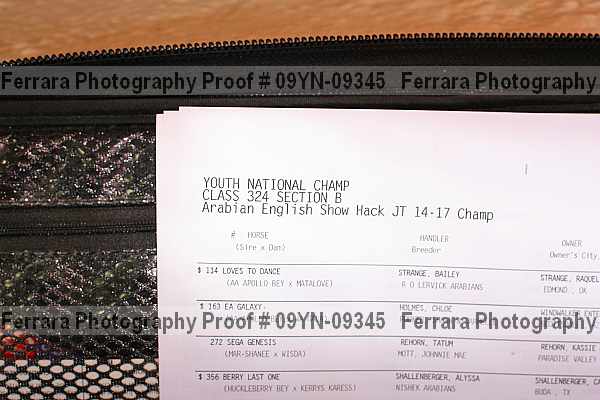 Ferrara Photography Proof # 09YN-09345 Ferrara Photography
YOUTH NATIONAL CHAMP
CLASS 324 SECTION B
Arabian English Show Hack JT 14-17 Champ
# HORSE HANDLER OWNER
(Sire x Dam) Breeder Owner's City,
$ 134 LOVES TO DANCE STRANGE, BAILEY STRANGE, RAQUEL
(AA APOLLO BEY x MATALOVE) R O LERVICK ARABIANS EDMOND , OK
$ 163 EA GALAXY HOLMES, CHLOE WINDWALKER ENTE
Ferrara Photography Proof # 09YN-09345 Ferrara Photography
272 SEGA GENESIS REHORN, TATUM REHORN, KASSIE
(MAR-SHANEE x WISDA) MOTT, JOHNNIE MAE PARADISE VALLEY
$ 356 BERRY LAST ONE SHALLENBERGER, ALYSSA SHALLENBERGER, CA
(HUCKLEBERRY BEY x KERRYS KARESS) NISHEK ARABIANS BUDA , TX